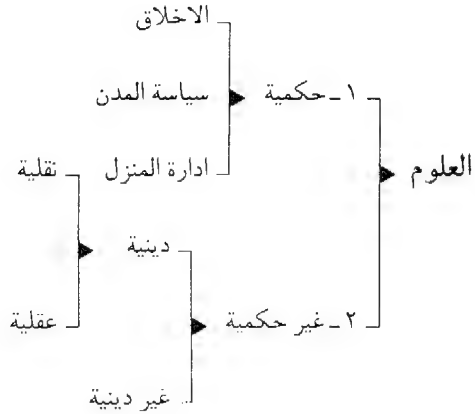 الاخلاق
١ ـ حكمية
سياسة المدن
ادارة المنزل
العلوم
نقلية
دينية
٢ ـ غير حكمية
عقلية
غير دينية